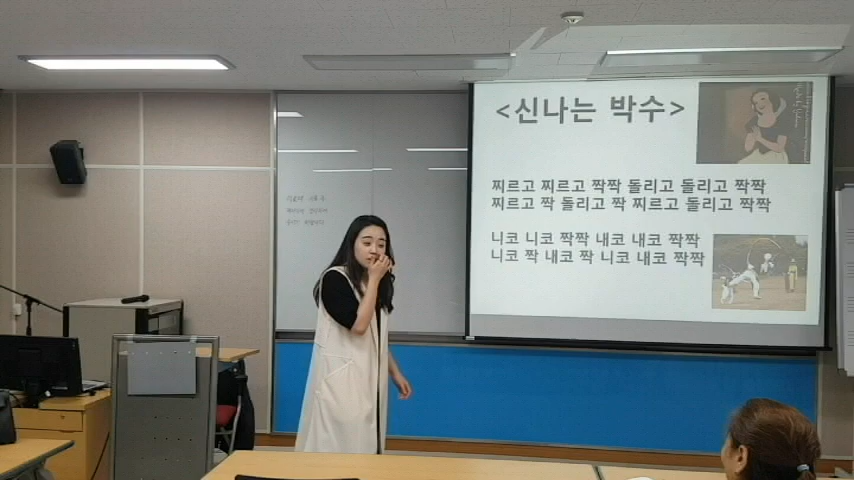 <신나는 박수>
찌르고 찌르고 짝짝 돌리고 돌리고 짝짝
찌르고 짝 돌리고 짝 찌르고 돌리고 짝짝
니코 니코 짝짝 내코 내코 짝짝
니코 짝 내코 짝 니코 내코 짝짝